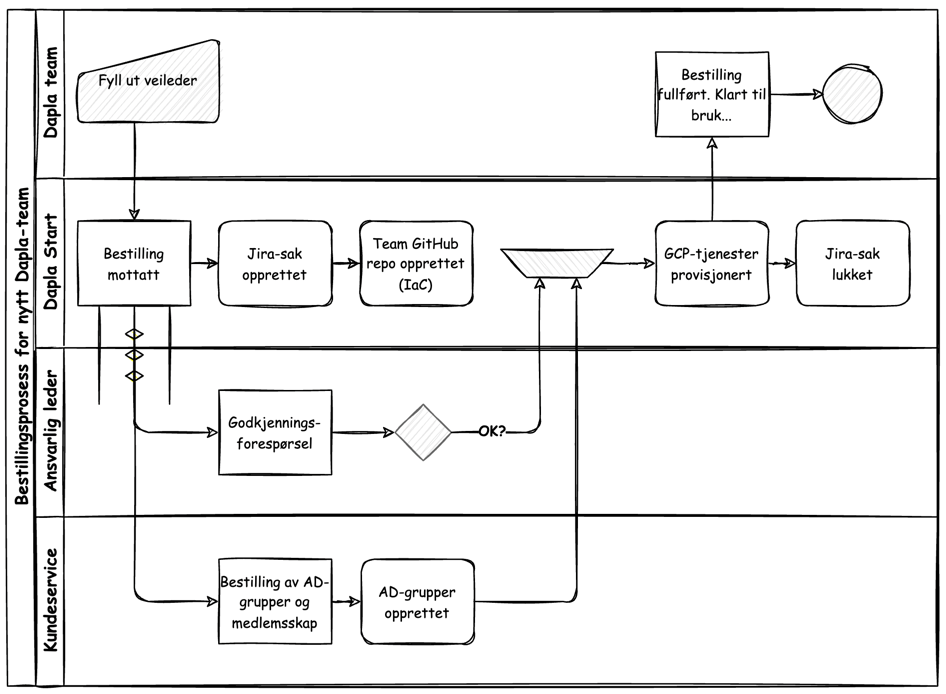 Bestillingsprosess for nytt Dapla-team
Dapla team
Fyll ut veileder
Bestilling
fullført. Klart til
bruk...
Dapla Start
Bestilling
mottatt
Jira-sak
opprettet
Team GitHub
repo opprettet
(IaC)
GCP-tjenester
provisjonert
Jira-sak
lukket
Ansvarlig leder
Godkjennings-
forespørsel
OK?
Kundeservice
Bestilling av AD-
grupper og
medlemsskap
AD-grupper
opprettet